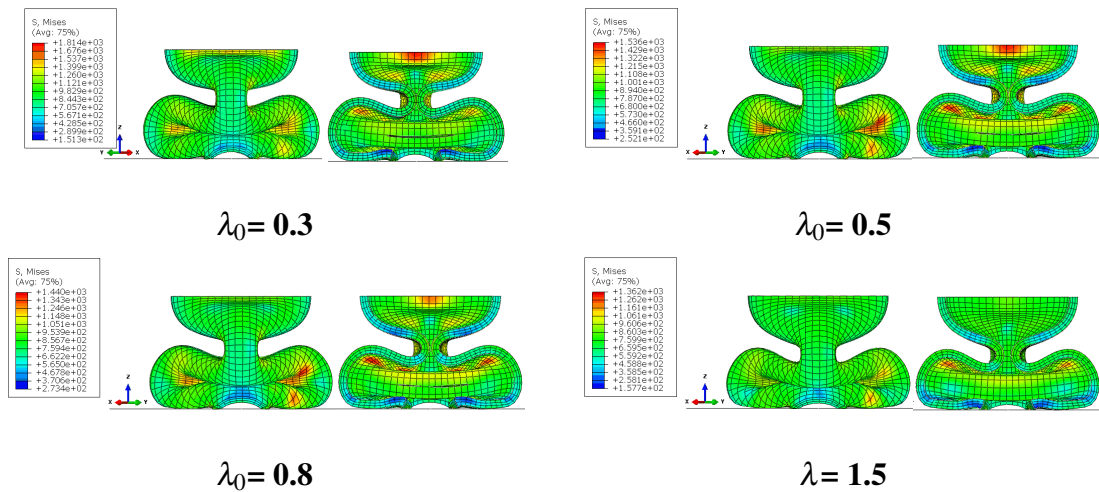 S, Mises
(Avg: 75%)
+1.814e+03
+1.676e+03
+1.537e+03
+1.399e+03
+1.260e+03
+1.121e+03
+9.829e+02
+8.443e+02
+7.057e+02
+5.671e+02
+4.285e+02
+2.899e+02
+1.513e+02
Z
Y X
λ0= 0.3
S, Mises
(Avg: 75%)
+1.536e+03
+1.429e+03
+1.322e+03
+1.215e+03
+1.108e+03
+1.001e+03
+8.940e+02
+7.870e+02
+6.800e+02
+5.730e+02
+4.660e+02
+3.591e+02
+2.521e+02
Z
X Y
λ0= 0.5
S, Mises
(Avg: 75%)
+1.440e+03
+1.343e+03
+1.246e+03
+1.148e+03
+1.051e+03
+9.539e+02
+8.567e+02
+7.594e+02
+6.622e+02
+5.650e+02
+4.678e+02
+3.706e+02
+2.734e+02
Z
X Y
λ0= 0.8
S, Mises
(Avg: 75%)
+1.362e+03
+1.262e+03
+1.161e+03
+1.061e+03
+9.606e+02
+8.603e+02
+7.599e+02
+6.595e+02
+5.592e+02
+4.588e+02
+3.585e+02
+2.581e+02
+1.577e+02
Z
X Y
λ= 1.5